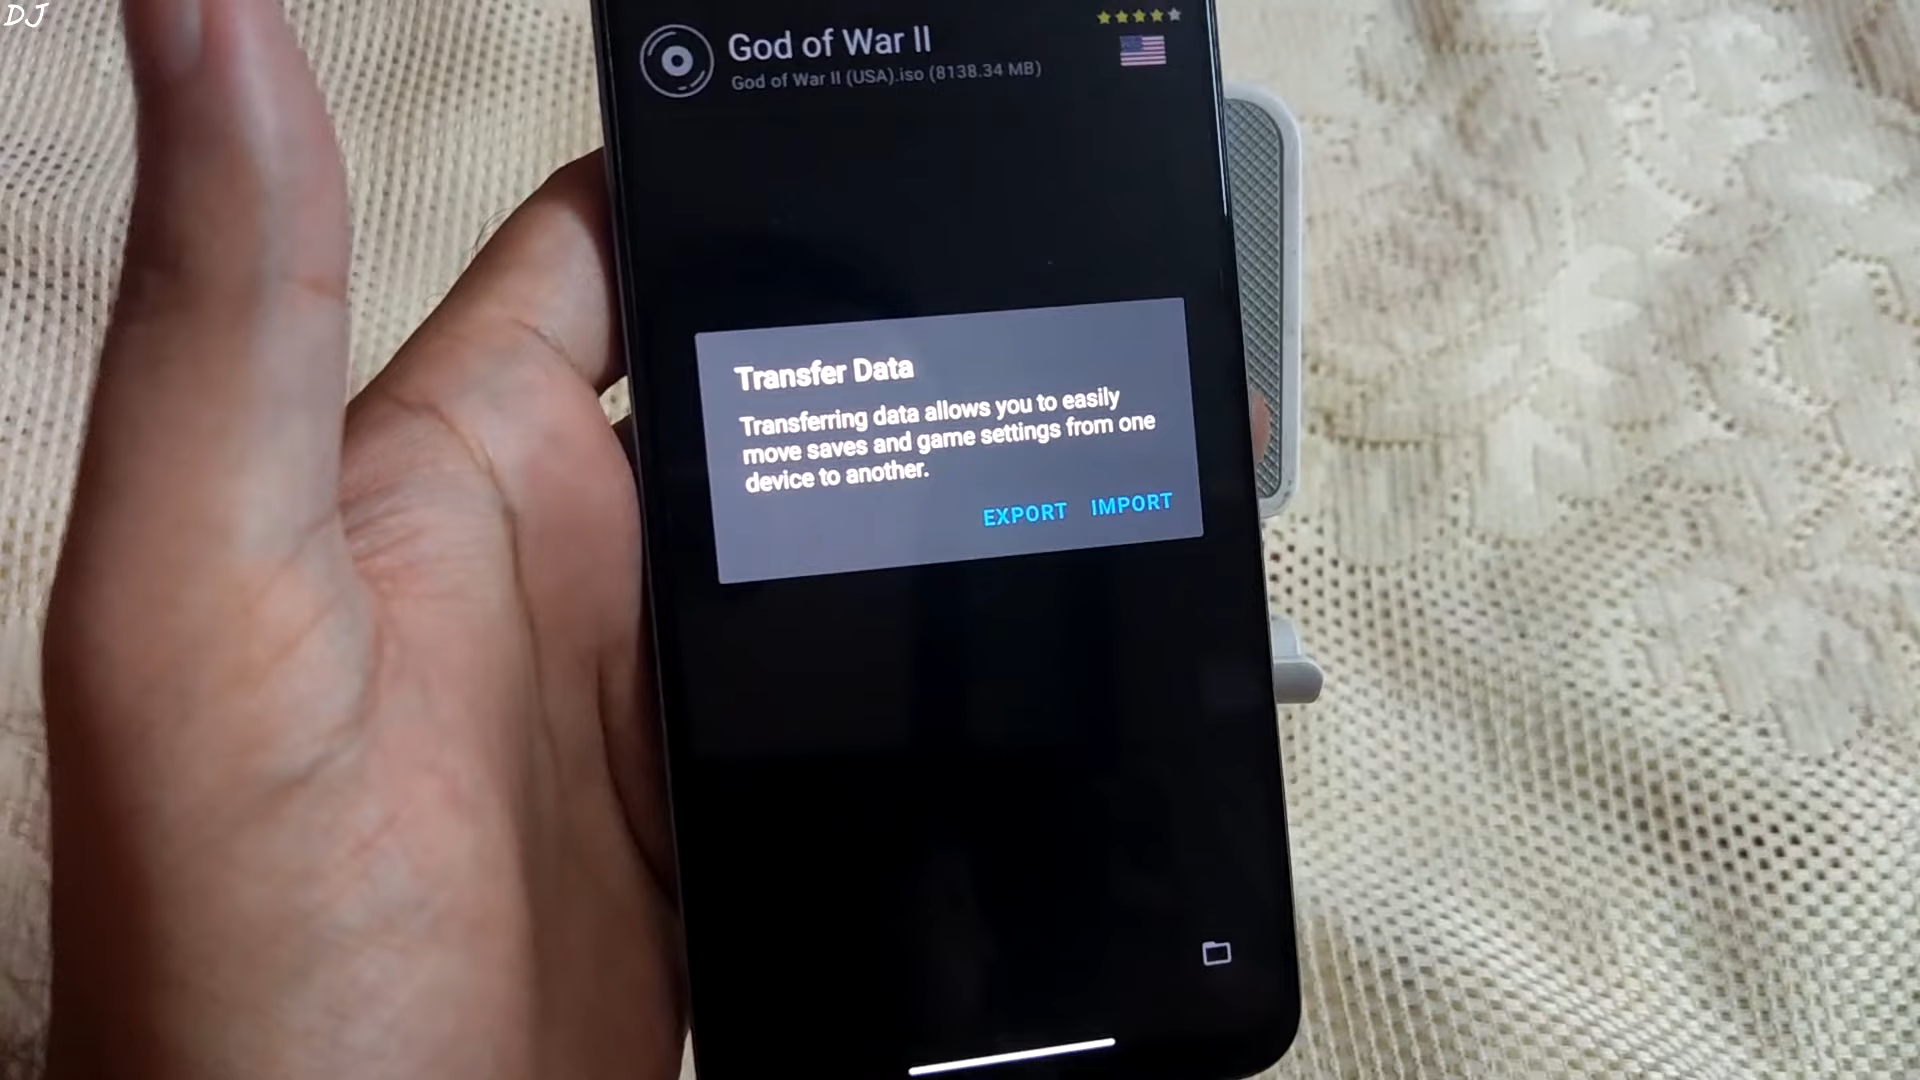 DJ
God of War II
God of War II (USA).iso (8138.34 MB)
Transfer Data
Transferring data allows you to easily
move saves and game settings from one
device to another.
EXPORT IMPORT